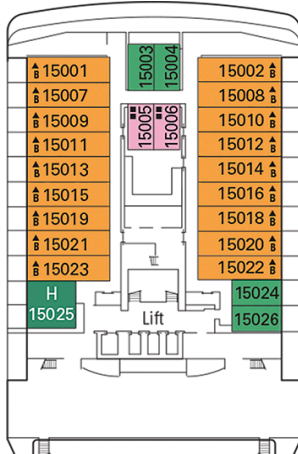 15003
15004
▲B 15001
15002 ▲B
▲B 15007
15008 ▲B
▲B 15009
15005
15006
15010 ▲B
▲B 15011
15012 ▲B
▲B 15013
15014 ▲B
▲B 15015
15016 ▲B
▲B 15019
15018 ▲B
▲B 15021
15020 ▲B
▲B 15023
15022 ▲B
H
15025
15024
Lift
15026